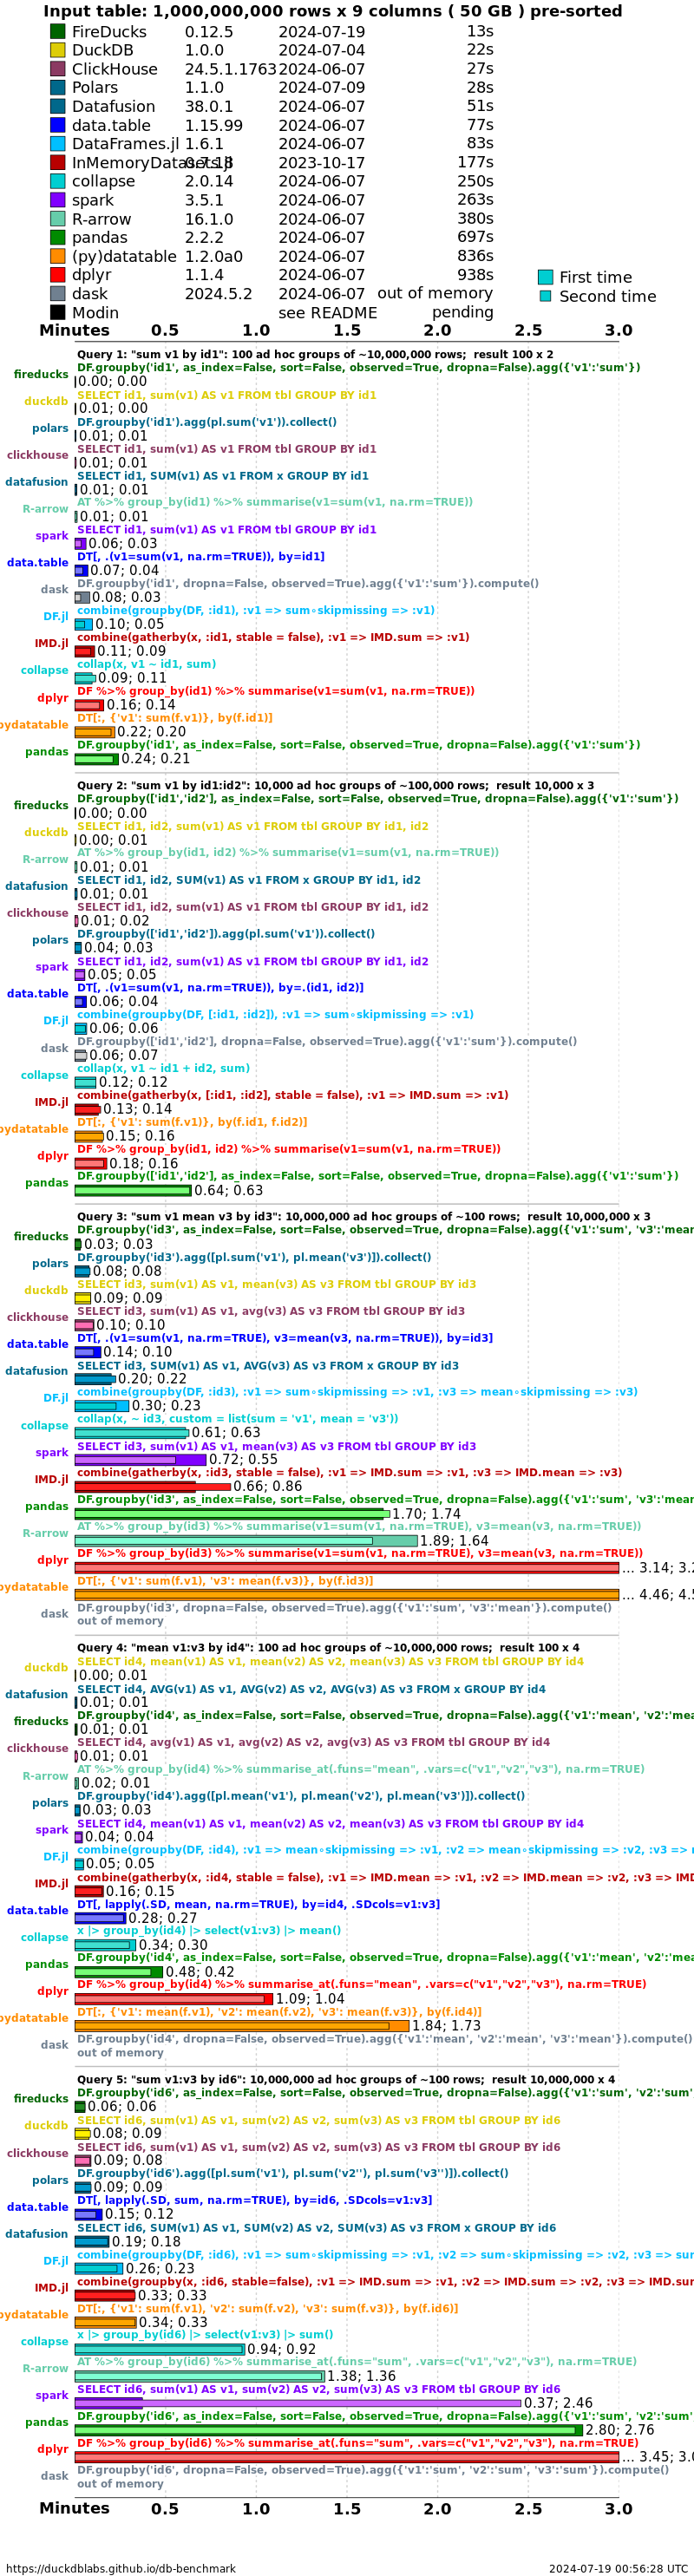 Input table: 1,000,000,000 rows x 9 columns ( 50 GB ) pre-sorted
FireDucks 0.12.5 2024-07-19 13s
DuckDB 1.0.0 2024-07-04 22s
ClickHouse 24.5.1.1763 2024-06-07 27s
Polars 1.1.0 2024-07-09 28s
Datafusion 38.0.1 2024-06-07 51s
data.table 1.15.99 2024-06-07 77s
DataFrames.jl 1.6.1 2024-06-07 83s
InMemoryDatasets.jl 0.7.18 2023-10-17 177s
collapse 2.0.14 2024-06-07 250s
spark 3.5.1 2024-06-07 263s
R-arrow 16.1.0 2024-06-07 380s
pandas 2.2.2 2024-06-07 697s
(py)datatable 1.2.0a0 2024-06-07 836s
dplyr 1.1.4 2024-06-07 938s
First time
dask 2024.5.2 2024-06-07 out of memory
Second time
Modin see README pending
Minutes 0.5 1.0 1.5 2.0 2.5 3.0
Query 1: "sum v1 by id1": 100 ad hoc groups of ~10,000,000 rows;  result 100 x 2
fireducks DF.groupby('id1', as_index=False, sort=False, observed=True, dropna=False).agg({'v1':'sum'})
0.00; 0.00
duckdb SELECT id1, sum(v1) AS v1 FROM tbl GROUP BY id1
0.01; 0.00
polars DF.groupby('id1').agg(pl.sum('v1')).collect()
0.01; 0.01
clickhouse SELECT id1, sum(v1) AS v1 FROM tbl GROUP BY id1
0.01; 0.01
datafusion SELECT id1, SUM(v1) AS v1 FROM x GROUP BY id1
0.01; 0.01
R-arrow AT %>% group_by(id1) %>% summarise(v1=sum(v1, na.rm=TRUE))
0.01; 0.01
spark SELECT id1, sum(v1) AS v1 FROM tbl GROUP BY id1
0.06; 0.03
data.table DT[, .(v1=sum(v1, na.rm=TRUE)), by=id1]
0.07; 0.04
dask DF.groupby('id1', dropna=False, observed=True).agg({'v1':'sum'}).compute()
0.08; 0.03
DF.jl combine(groupby(DF, :id1), :v1 => sum∘skipmissing => :v1)
0.10; 0.05
IMD.jl combine(gatherby(x, :id1, stable = false), :v1 => IMD.sum => :v1)
0.11; 0.09
collapse collap(x, v1 ~ id1, sum)
0.09; 0.11
dplyr DF %>% group_by(id1) %>% summarise(v1=sum(v1, na.rm=TRUE))
0.16; 0.14
pydatatable DT[:, {'v1': sum(f.v1)}, by(f.id1)]
0.22; 0.20
pandas DF.groupby('id1', as_index=False, sort=False, observed=True, dropna=False).agg({'v1':'sum'})
0.24; 0.21
Query 2: "sum v1 by id1:id2": 10,000 ad hoc groups of ~100,000 rows;  result 10,000 x 3
fireducks DF.groupby(['id1','id2'], as_index=False, sort=False, observed=True, dropna=False).agg({'v1':'sum'})
0.00; 0.00
duckdb SELECT id1, id2, sum(v1) AS v1 FROM tbl GROUP BY id1, id2
0.00; 0.01
R-arrow AT %>% group_by(id1, id2) %>% summarise(v1=sum(v1, na.rm=TRUE))
0.01; 0.01
datafusion SELECT id1, id2, SUM(v1) AS v1 FROM x GROUP BY id1, id2
0.01; 0.01
clickhouse SELECT id1, id2, sum(v1) AS v1 FROM tbl GROUP BY id1, id2
0.01; 0.02
polars DF.groupby(['id1','id2']).agg(pl.sum('v1')).collect()
0.04; 0.03
spark SELECT id1, id2, sum(v1) AS v1 FROM tbl GROUP BY id1, id2
0.05; 0.05
data.table DT[, .(v1=sum(v1, na.rm=TRUE)), by=.(id1, id2)]
0.06; 0.04
DF.jl combine(groupby(DF, [:id1, :id2]), :v1 => sum∘skipmissing => :v1)
0.06; 0.06
dask DF.groupby(['id1','id2'], dropna=False, observed=True).agg({'v1':'sum'}).compute()
0.06; 0.07
collapse collap(x, v1 ~ id1 + id2, sum)
0.12; 0.12
IMD.jl combine(gatherby(x, [:id1, :id2], stable = false), :v1 => IMD.sum => :v1)
0.13; 0.14
pydatatable DT[:, {'v1': sum(f.v1)}, by(f.id1, f.id2)]
0.15; 0.16
dplyr DF %>% group_by(id1, id2) %>% summarise(v1=sum(v1, na.rm=TRUE))
0.18; 0.16
pandas DF.groupby(['id1','id2'], as_index=False, sort=False, observed=True, dropna=False).agg({'v1':'sum'})
0.64; 0.63
Query 3: "sum v1 mean v3 by id3": 10,000,000 ad hoc groups of ~100 rows;  result 10,000,000 x 3
fireducks DF.groupby('id3', as_index=False, sort=False, observed=True, dropna=False).agg({'v1':'sum', 'v3':'mean
0.03; 0.03
polars DF.groupby('id3').agg([pl.sum('v1'), pl.mean('v3')]).collect()
0.08; 0.08
duckdb SELECT id3, sum(v1) AS v1, mean(v3) AS v3 FROM tbl GROUP BY id3
0.09; 0.09
clickhouse SELECT id3, sum(v1) AS v1, avg(v3) AS v3 FROM tbl GROUP BY id3
0.10; 0.10
data.table DT[, .(v1=sum(v1, na.rm=TRUE), v3=mean(v3, na.rm=TRUE)), by=id3]
0.14; 0.10
datafusion SELECT id3, SUM(v1) AS v1, AVG(v3) AS v3 FROM x GROUP BY id3
0.20; 0.22
DF.jl combine(groupby(DF, :id3), :v1 => sum∘skipmissing => :v1, :v3 => mean∘skipmissing => :v3)
0.30; 0.23
collapse collap(x, ~ id3, custom = list(sum = 'v1', mean = 'v3'))
0.61; 0.63
spark SELECT id3, sum(v1) AS v1, mean(v3) AS v3 FROM tbl GROUP BY id3
0.72; 0.55
IMD.jl combine(gatherby(x, :id3, stable = false), :v1 => IMD.sum => :v1, :v3 => IMD.mean => :v3)
0.66; 0.86
pandas DF.groupby('id3', as_index=False, sort=False, observed=True, dropna=False).agg({'v1':'sum', 'v3':'mean
1.70; 1.74
R-arrow AT %>% group_by(id3) %>% summarise(v1=sum(v1, na.rm=TRUE), v3=mean(v3, na.rm=TRUE))
1.89; 1.64
dplyr DF %>% group_by(id3) %>% summarise(v1=sum(v1, na.rm=TRUE), v3=mean(v3, na.rm=TRUE))
... 3.14; 3.2
pydatatable DT[:, {'v1': sum(f.v1), 'v3': mean(f.v3)}, by(f.id3)]
... 4.46; 4.5
dask DF.groupby('id3', dropna=False, observed=True).agg({'v1':'sum', 'v3':'mean'}).compute()
out of memory
Query 4: "mean v1:v3 by id4": 100 ad hoc groups of ~10,000,000 rows;  result 100 x 4
duckdb SELECT id4, mean(v1) AS v1, mean(v2) AS v2, mean(v3) AS v3 FROM tbl GROUP BY id4
0.00; 0.01
datafusion SELECT id4, AVG(v1) AS v1, AVG(v2) AS v2, AVG(v3) AS v3 FROM x GROUP BY id4
0.01; 0.01
fireducks DF.groupby('id4', as_index=False, sort=False, observed=True, dropna=False).agg({'v1':'mean', 'v2':'mea
0.01; 0.01
clickhouse SELECT id4, avg(v1) AS v1, avg(v2) AS v2, avg(v3) AS v3 FROM tbl GROUP BY id4
0.01; 0.01
R-arrow AT %>% group_by(id4) %>% summarise_at(.funs="mean", .vars=c("v1","v2","v3"), na.rm=TRUE)
0.02; 0.01
polars DF.groupby('id4').agg([pl.mean('v1'), pl.mean('v2'), pl.mean('v3')]).collect()
0.03; 0.03
spark SELECT id4, mean(v1) AS v1, mean(v2) AS v2, mean(v3) AS v3 FROM tbl GROUP BY id4
0.04; 0.04
DF.jl combine(groupby(DF, :id4), :v1 => mean∘skipmissing => :v1, :v2 => mean∘skipmissing => :v2, :v3 => m
0.05; 0.05
IMD.jl combine(gatherby(x, :id4, stable = false), :v1 => IMD.mean => :v1, :v2 => IMD.mean => :v2, :v3 => IMD
0.16; 0.15
data.table DT[, lapply(.SD, mean, na.rm=TRUE), by=id4, .SDcols=v1:v3]
0.28; 0.27
collapse x |> group_by(id4) |> select(v1:v3) |> mean()
0.34; 0.30
pandas DF.groupby('id4', as_index=False, sort=False, observed=True, dropna=False).agg({'v1':'mean', 'v2':'mea
0.48; 0.42
dplyr DF %>% group_by(id4) %>% summarise_at(.funs="mean", .vars=c("v1","v2","v3"), na.rm=TRUE)
1.09; 1.04
pydatatable DT[:, {'v1': mean(f.v1), 'v2': mean(f.v2), 'v3': mean(f.v3)}, by(f.id4)]
1.84; 1.73
dask DF.groupby('id4', dropna=False, observed=True).agg({'v1':'mean', 'v2':'mean', 'v3':'mean'}).compute()
out of memory
Query 5: "sum v1:v3 by id6": 10,000,000 ad hoc groups of ~100 rows;  result 10,000,000 x 4
fireducks DF.groupby('id6', as_index=False, sort=False, observed=True, dropna=False).agg({'v1':'sum', 'v2':'sum'
0.06; 0.06
duckdb SELECT id6, sum(v1) AS v1, sum(v2) AS v2, sum(v3) AS v3 FROM tbl GROUP BY id6
0.08; 0.09
clickhouse SELECT id6, sum(v1) AS v1, sum(v2) AS v2, sum(v3) AS v3 FROM tbl GROUP BY id6
0.09; 0.08
polars DF.groupby('id6').agg([pl.sum('v1'), pl.sum('v2''), pl.sum('v3'')]).collect()
0.09; 0.09
data.table DT[, lapply(.SD, sum, na.rm=TRUE), by=id6, .SDcols=v1:v3]
0.15; 0.12
datafusion SELECT id6, SUM(v1) AS v1, SUM(v2) AS v2, SUM(v3) AS v3 FROM x GROUP BY id6
0.19; 0.18
DF.jl combine(groupby(DF, :id6), :v1 => sum∘skipmissing => :v1, :v2 => sum∘skipmissing => :v2, :v3 => sum
0.26; 0.23
IMD.jl combine(groupby(x, :id6, stable=false), :v1 => IMD.sum => :v1, :v2 => IMD.sum => :v2, :v3 => IMD.sum
0.33; 0.33
pydatatable DT[:, {'v1': sum(f.v1), 'v2': sum(f.v2), 'v3': sum(f.v3)}, by(f.id6)]
0.34; 0.33
collapse x |> group_by(id6) |> select(v1:v3) |> sum()
0.94; 0.92
R-arrow AT %>% group_by(id6) %>% summarise_at(.funs="sum", .vars=c("v1","v2","v3"), na.rm=TRUE)
1.38; 1.36
spark SELECT id6, sum(v1) AS v1, sum(v2) AS v2, sum(v3) AS v3 FROM tbl GROUP BY id6
0.37; 2.46
pandas DF.groupby('id6', as_index=False, sort=False, observed=True, dropna=False).agg({'v1':'sum', 'v2':'sum'
2.80; 2.76
dplyr DF %>% group_by(id6) %>% summarise_at(.funs="sum", .vars=c("v1","v2","v3"), na.rm=TRUE)
... 3.45; 3.0
dask DF.groupby('id6', dropna=False, observed=True).agg({'v1':'sum', 'v2':'sum', 'v3':'sum'}).compute()
out of memory
Minutes 0.5 1.0 1.5 2.0 2.5 3.0
https://duckdblabs.github.io/db-benchmark 2024-07-19 00:56:28 UTC